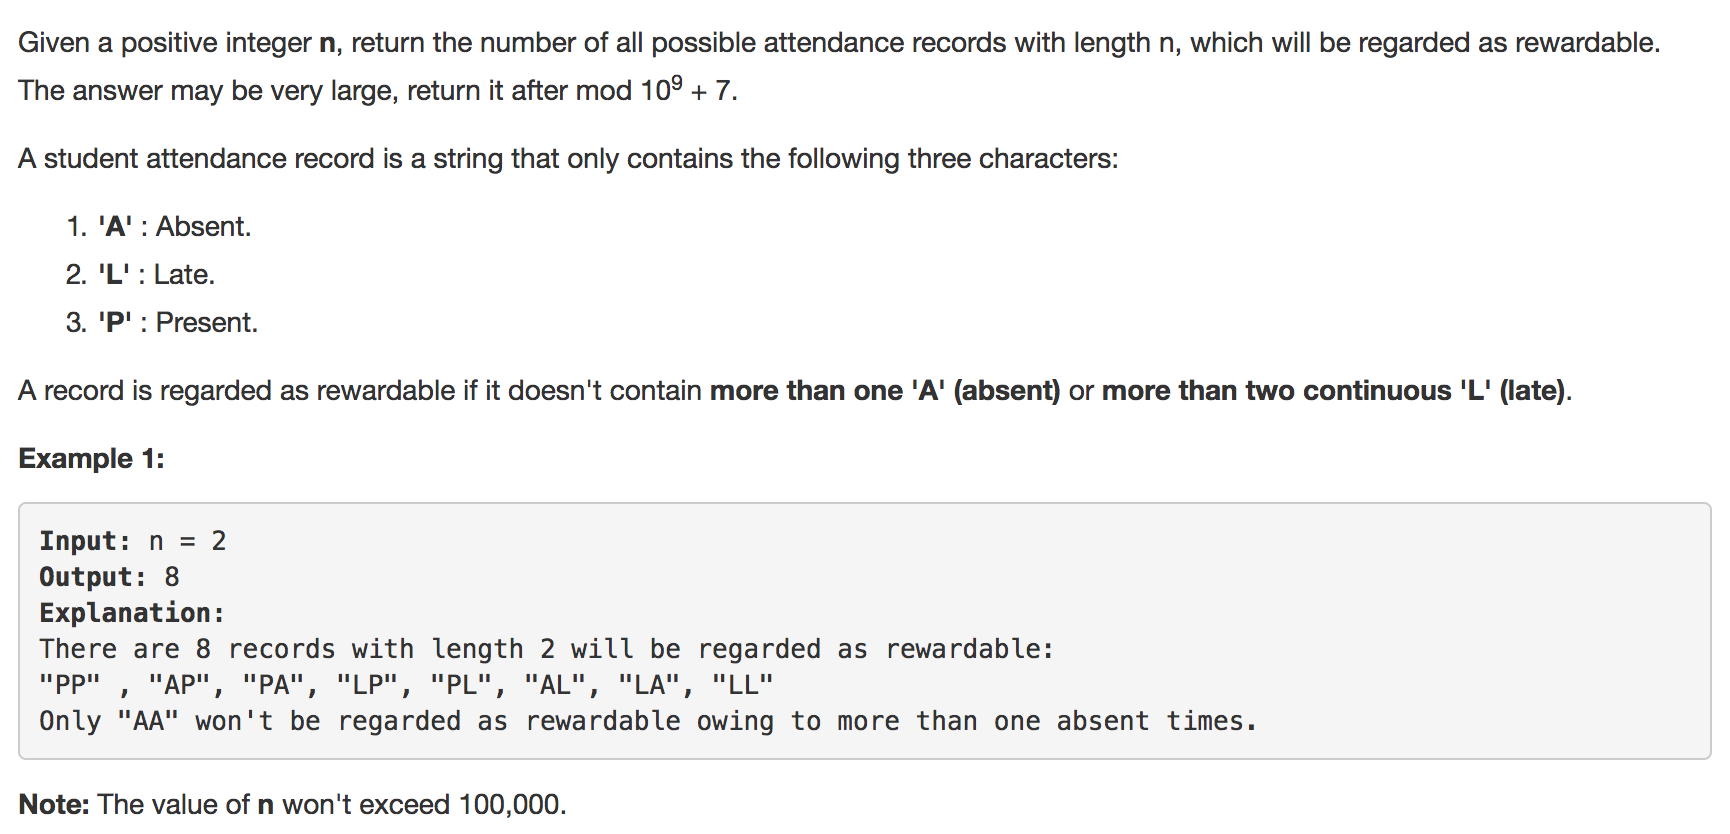 Given a positive integer n, return the number of all possible attendance records with length n, which will be regarded as rewardable.
The answer may be very large, return it after mod 10⁹ + 7.
A student attendance record is a string that only contains the following three characters:
1. 'A' : Absent.
2. 'L' : Late.
3. 'P' : Present.
A record is regarded as rewardable if it doesn't contain more than one 'A' (absent) or more than two continuous 'L' (late).
Example 1:
Input: n = 2
Output: 8
Explanation:
There are 8 records with length 2 will be regarded as rewardable:
"PP" , "AP", "PA", "LP", "PL", "AL", "LA", "LL"
Only "AA" won't be regarded as rewardable owing to more than one absent times.
Note: The value of n won't exceed 100,000.